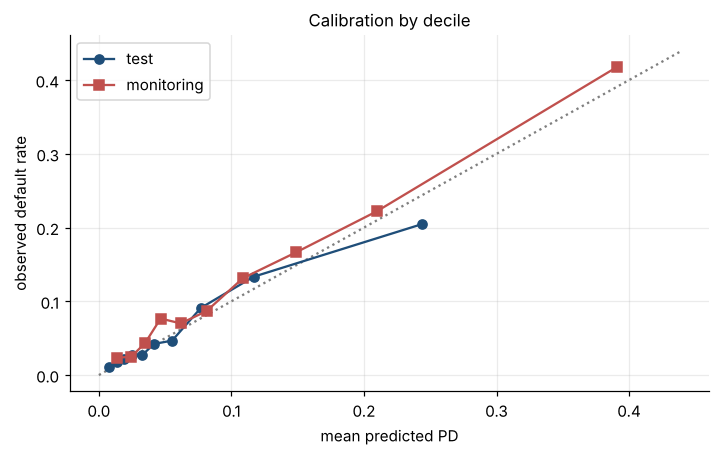 Calibration by decile
test
monitoring
observed default rate
0.4
0.3
0.2
0.1
0.0
0.0 0.1 0.2 0.3 0.4
mean predicted PD